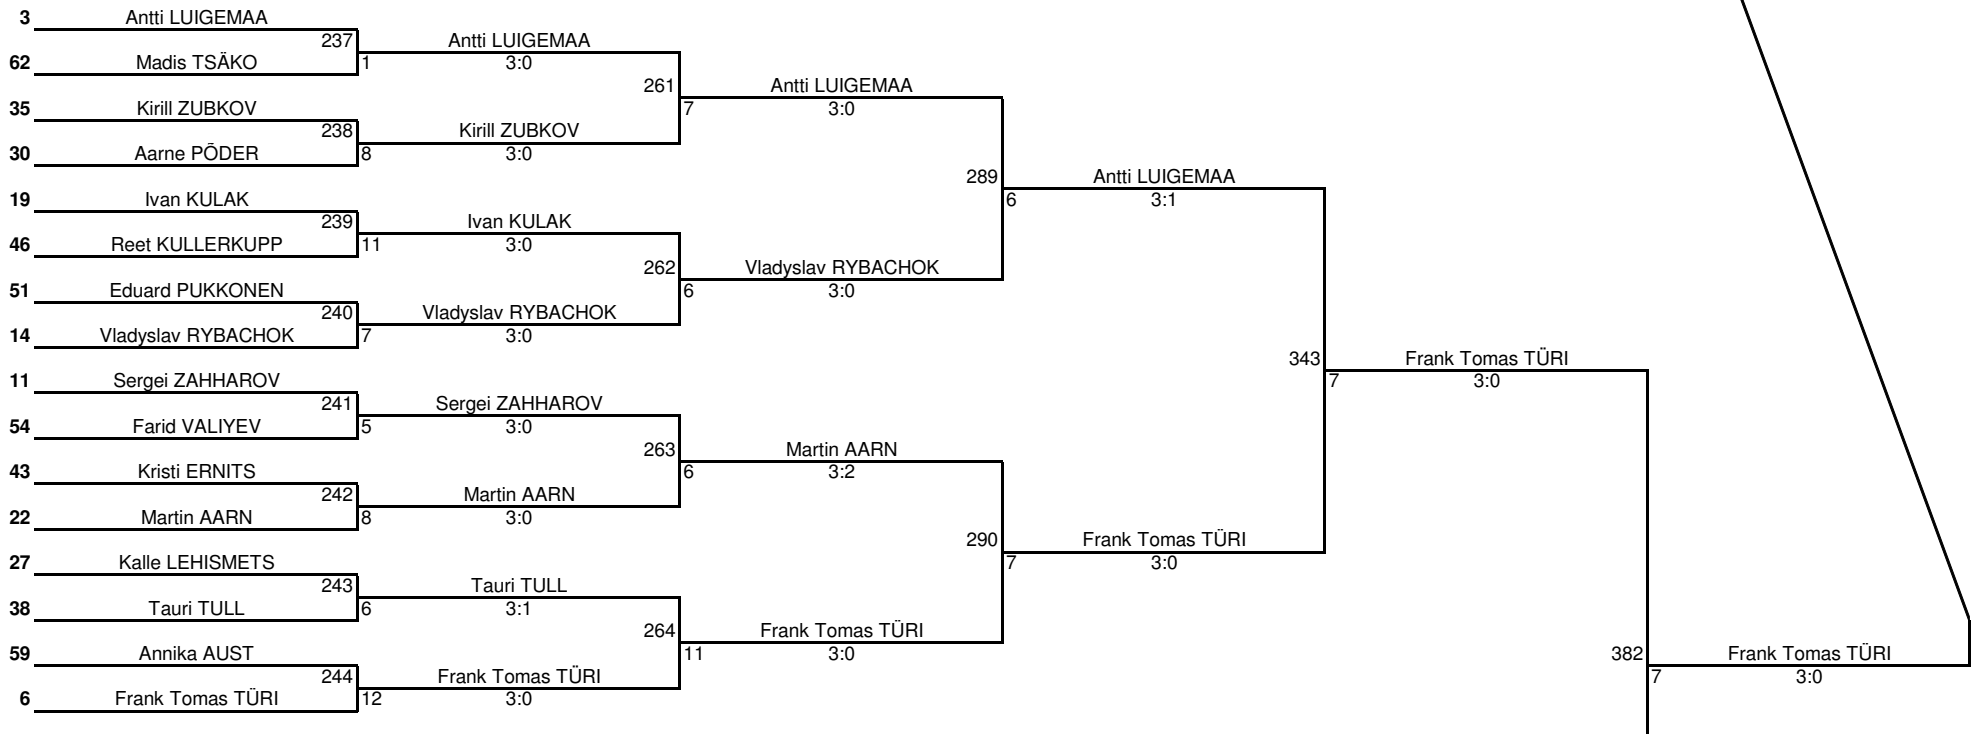 3 Antti LUIGEMAA
237 Antti LUIGEMAA
62 Madis TSÄKO 1 3:0
261 Antti LUIGEMAA
35 Kirill ZUBKOV 7 3:0
238 Kirill ZUBKOV
30 Aarne PÕDER 8 3:0
289 Antti LUIGEMAA
19 Ivan KULAK 6 3:1
239 Ivan KULAK
46 Reet KULLERKUPP 11 3:0
262 Vladyslav RYBACHOK
51 Eduard PUKKONEN 6 3:0
240 Vladyslav RYBACHOK
14 Vladyslav RYBACHOK 7 3:0
343 Frank Tomas TÜRI
11 Sergei ZAHHAROV 7 3:0
241 Sergei ZAHHAROV
54 Farid VALIYEV 5 3:0
263 Martin AARN
43 Kristi ERNITS 6 3:2
242 Martin AARN
22 Martin AARN 8 3:0
290 Frank Tomas TÜRI
27 Kalle LEHISMETS 7 3:0
243 Tauri TULL
38 Tauri TULL 6 3:1
264 Frank Tomas TÜRI
59 Annika AUST 11 3:0
382 Frank Tomas TÜRI
244 Frank Tomas TÜRI 7 3:0
6 Frank Tomas TÜRI 12 3:0